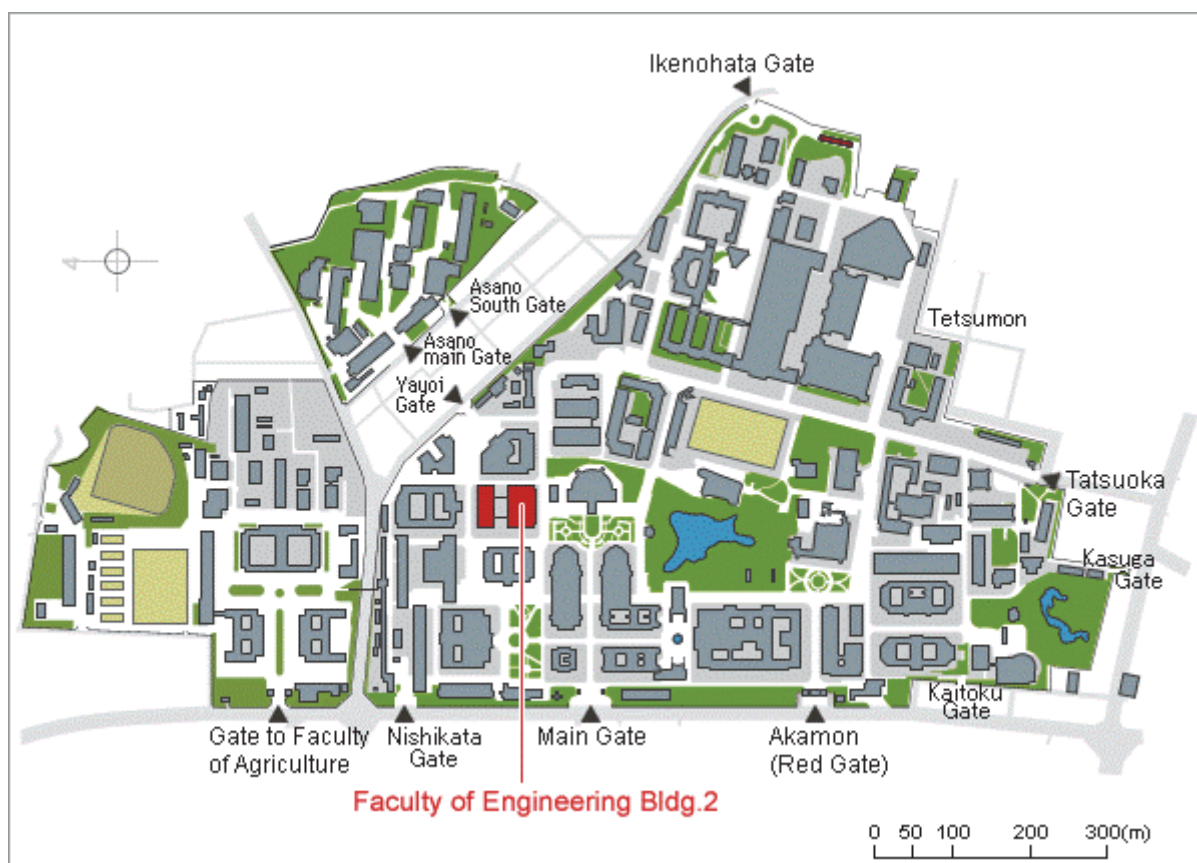 Ikenohata Gate
Asano
South Gate
Asano
main Gate
Yayoi
Gate
Tetsumon
Tatsuoka
Gate
Kasuga
Gate
Kaitoku
Gate
Gate to Faculty
of Agriculture
Nishikata
Gate
Main Gate
Akamon
(Red Gate)
Faculty of Engineering Bldg.2
0 50 100 200 300(m)